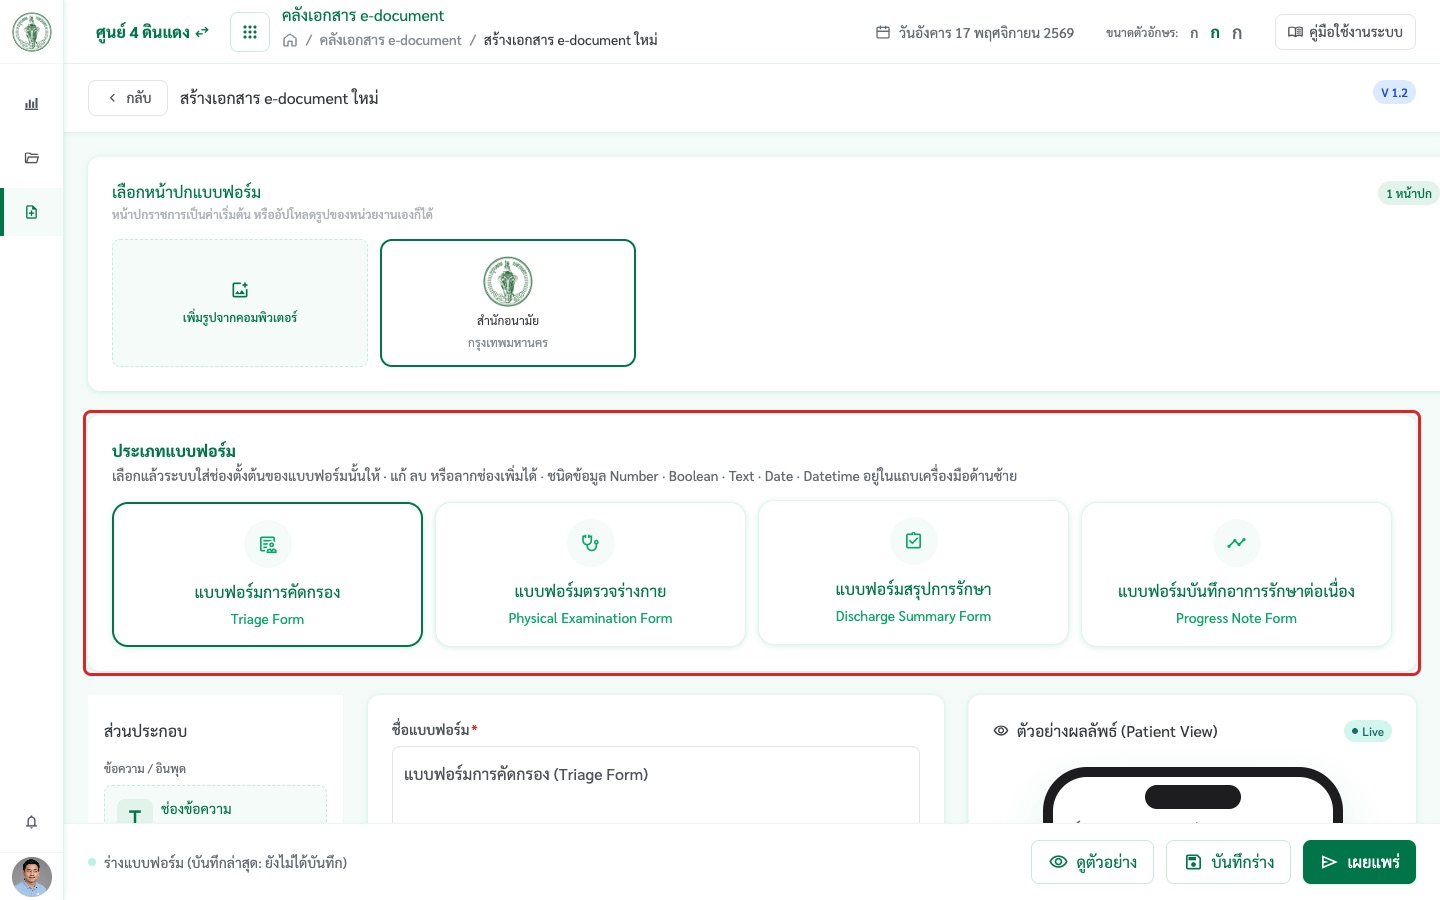 ศูนย์ 4 ดินแดง
คลังเอกสาร e-document
คลังเอกสาร e-document / สร้างเอกสาร e-document ใหม่
วันอังคาร 17 พฤศจิกายน 2569
ขนาดตัวอักษร: ก ก ก
คู่มือใช้งานระบบ
กลับ
สร้างเอกสาร e-document ใหม่
V 1.2
เลือกหน้าปกแบบฟอร์ม
หน้าปกราชการเป็นค่าเริ่มต้น หรืออัปโหลดรูปของหน่วยงานเองก็ได้
1 หน้าปก
เพิ่มรูปจากคอมพิวเตอร์
สำนักอนามัย
กรุงเทพมหานคร
ประเภทแบบฟอร์ม
เลือกแล้วระบบใส่ช่องตั้งต้นของแบบฟอร์มนั้นให้ · แก้ ลบ หรือลากช่องเพิ่มได้ · ชนิดข้อมูล Number · Boolean · Text · Date · Datetime อยู่ในแถบเครื่องมือด้านซ้าย
แบบฟอร์มการคัดกรอง
Triage Form
แบบฟอร์มตรวจร่างกาย
Physical Examination Form
แบบฟอร์มสรุปการรักษา
Discharge Summary Form
แบบฟอร์มบันทึกอาการรักษาต่อเนื่อง
Progress Note Form
ส่วนประกอบ
ข้อความ / อินพุต
T ช่องข้อความ
ชื่อแบบฟอร์ม *
แบบฟอร์มการคัดกรอง (Triage Form)
ตัวอย่างผลลัพธ์ (Patient View)
Live
ร่างแบบฟอร์ม (บันทึกล่าสุด: ยังไม่ได้บันทึก)
ดูตัวอย่าง
บันทึกร่าง
เผยแพร่